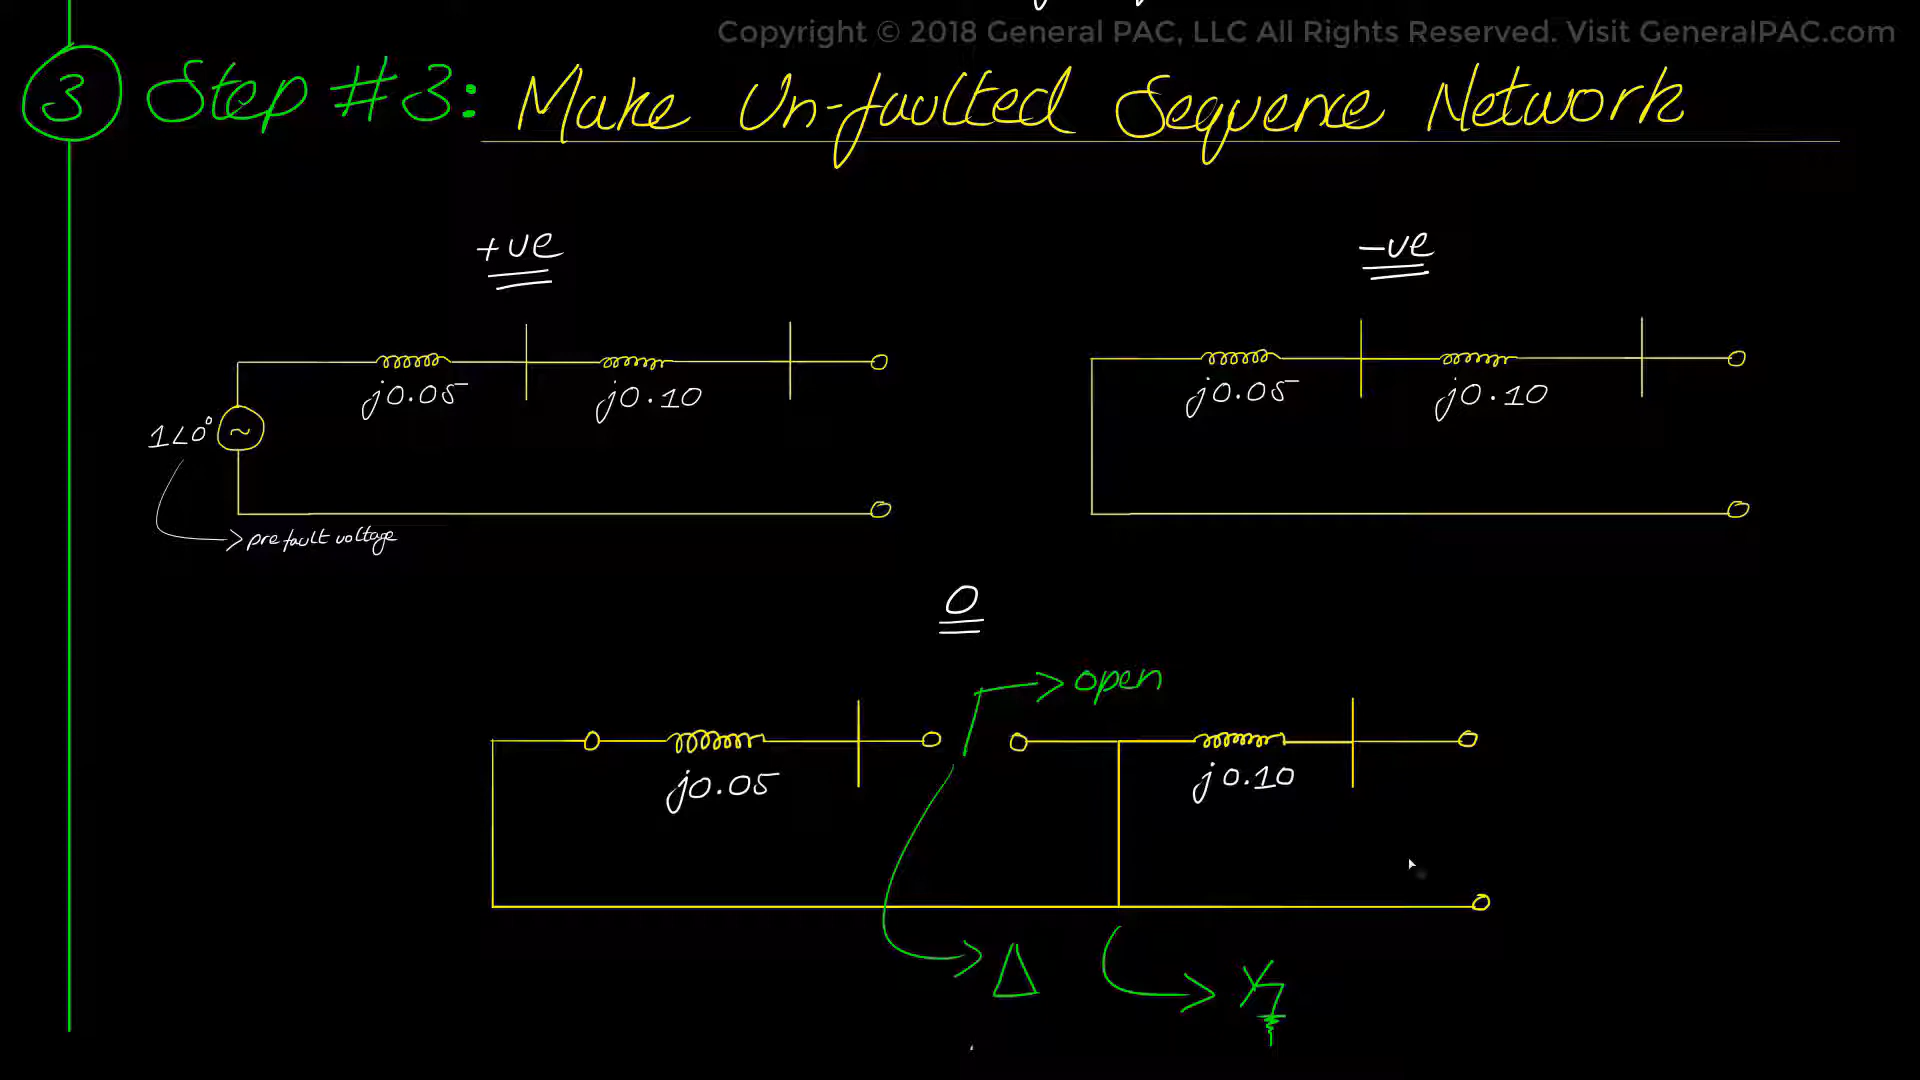 Copyright © 2018 General PAC, LLC All Rights Reserved. Visit GeneralPAC.com
3 Step #3: Make Un-faulted Sequence Network
+ve
-ve
j0.05
j0.10
j0.05
j0.10
1∠0°
prefault voltage
0
open
j0.05
j0.10
Δ
Y